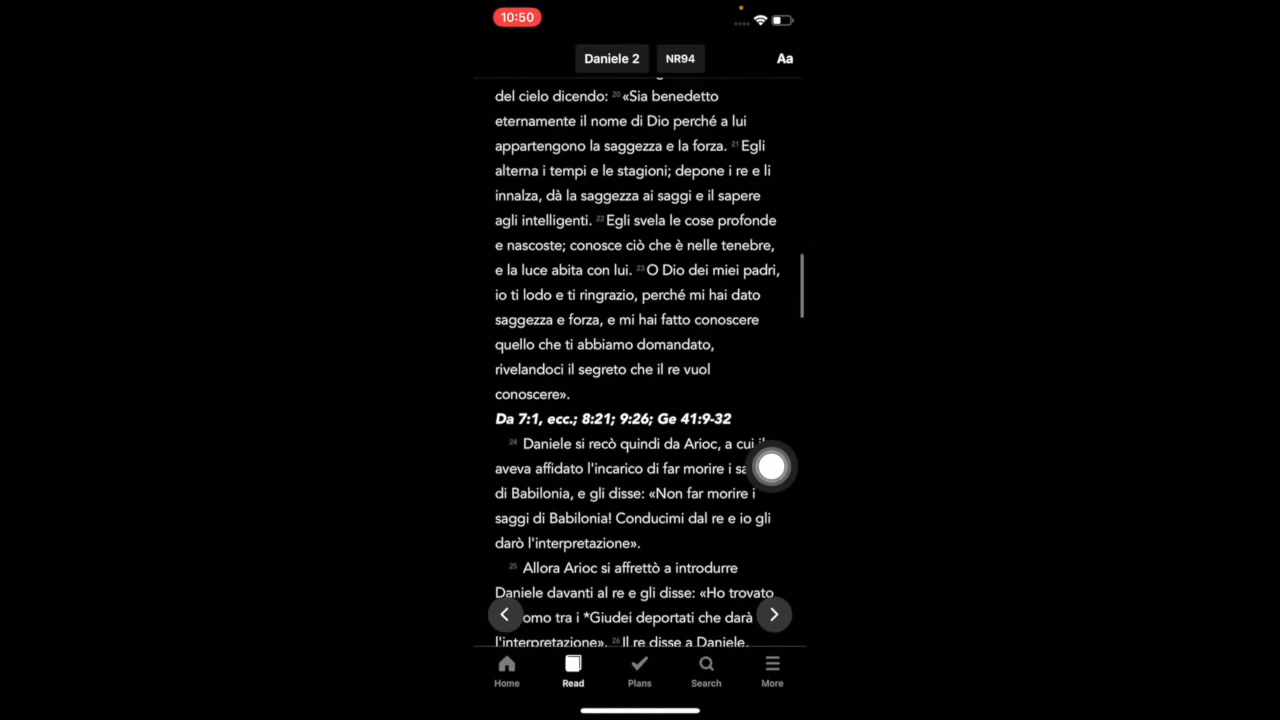 10:50
Daniele 2 NR94 Aa
del cielo dicendo: 20 «Sia benedetto
eternamente il nome di Dio perché a lui
appartengono la saggezza e la forza. 21 Egli
alterna i tempi e le stagioni; depone i re e li
innalza, dà la saggezza ai saggi e il sapere
agli intelligenti. 22 Egli svela le cose profonde
e nascoste; conosce ciò che è nelle tenebre,
e la luce abita con lui. 23 O Dio dei miei padri,
io ti lodo e ti ringrazio, perché mi hai dato
saggezza e forza, e mi hai fatto conoscere
quello che ti abbiamo domandato,
rivelandoci il segreto che il re vuol
conoscere».
Da 7:1, ecc.; 8:21; 9:26; Ge 41:9-32
24 Daniele si recò quindi da Arioc, a cui
aveva affidato l'incarico di far morire i
di Babilonia, e gli disse: «Non far morire i
saggi di Babilonia! Conducimi dal re e io gli
darò l'interpretazione».
25 Allora Arioc si affrettò a introdurre
Daniele davanti al re e gli disse: «Ho trovato
tra i *Giudei deportati che darà
l'interpretazione». 26 Il re disse a Daniele,
Home Read Plans Search More